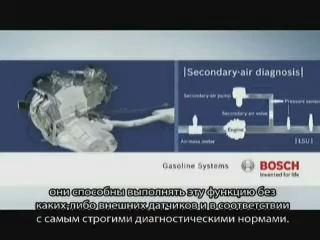 |Secondary-air diagnosis|
Secondary-air pump
Pressure sensor
Secondary-air valve
Engine
Air-mass meter
|LSU|
Gasoline Systems
BOSCH
Invented for life
они способны выполнять эту функцию без
каких-либо внешних датчиков и в соответствии
с самым строгими диагностическими нормами.